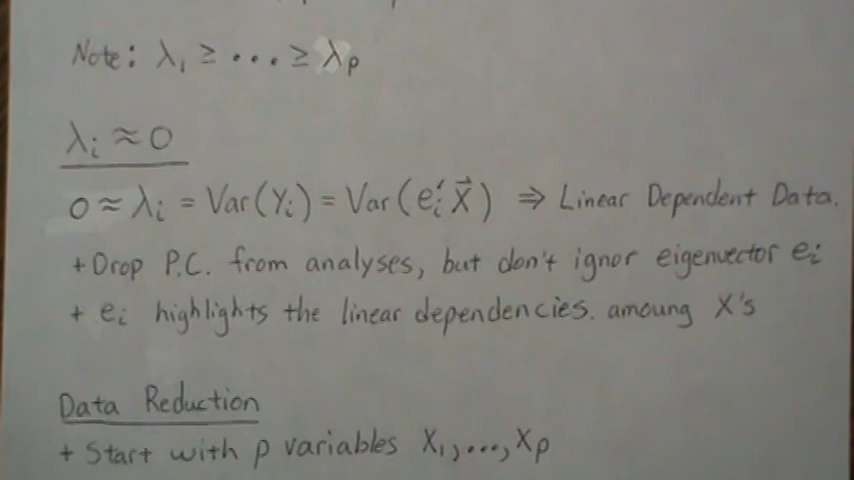 Note: λ₁ ≥ ... ≥ λp
λi ≈ 0
0 ≈ λi = Var(Yi) = Var(e'i X⃗) ⇒ Linear Dependent Data.
+ Drop P.C. from analyses, but don't ignor eigenvector ei
+ ei highlights the linear dependencies. amoung X's
Data Reduction
+ Start with p variables X₁,...,Xp